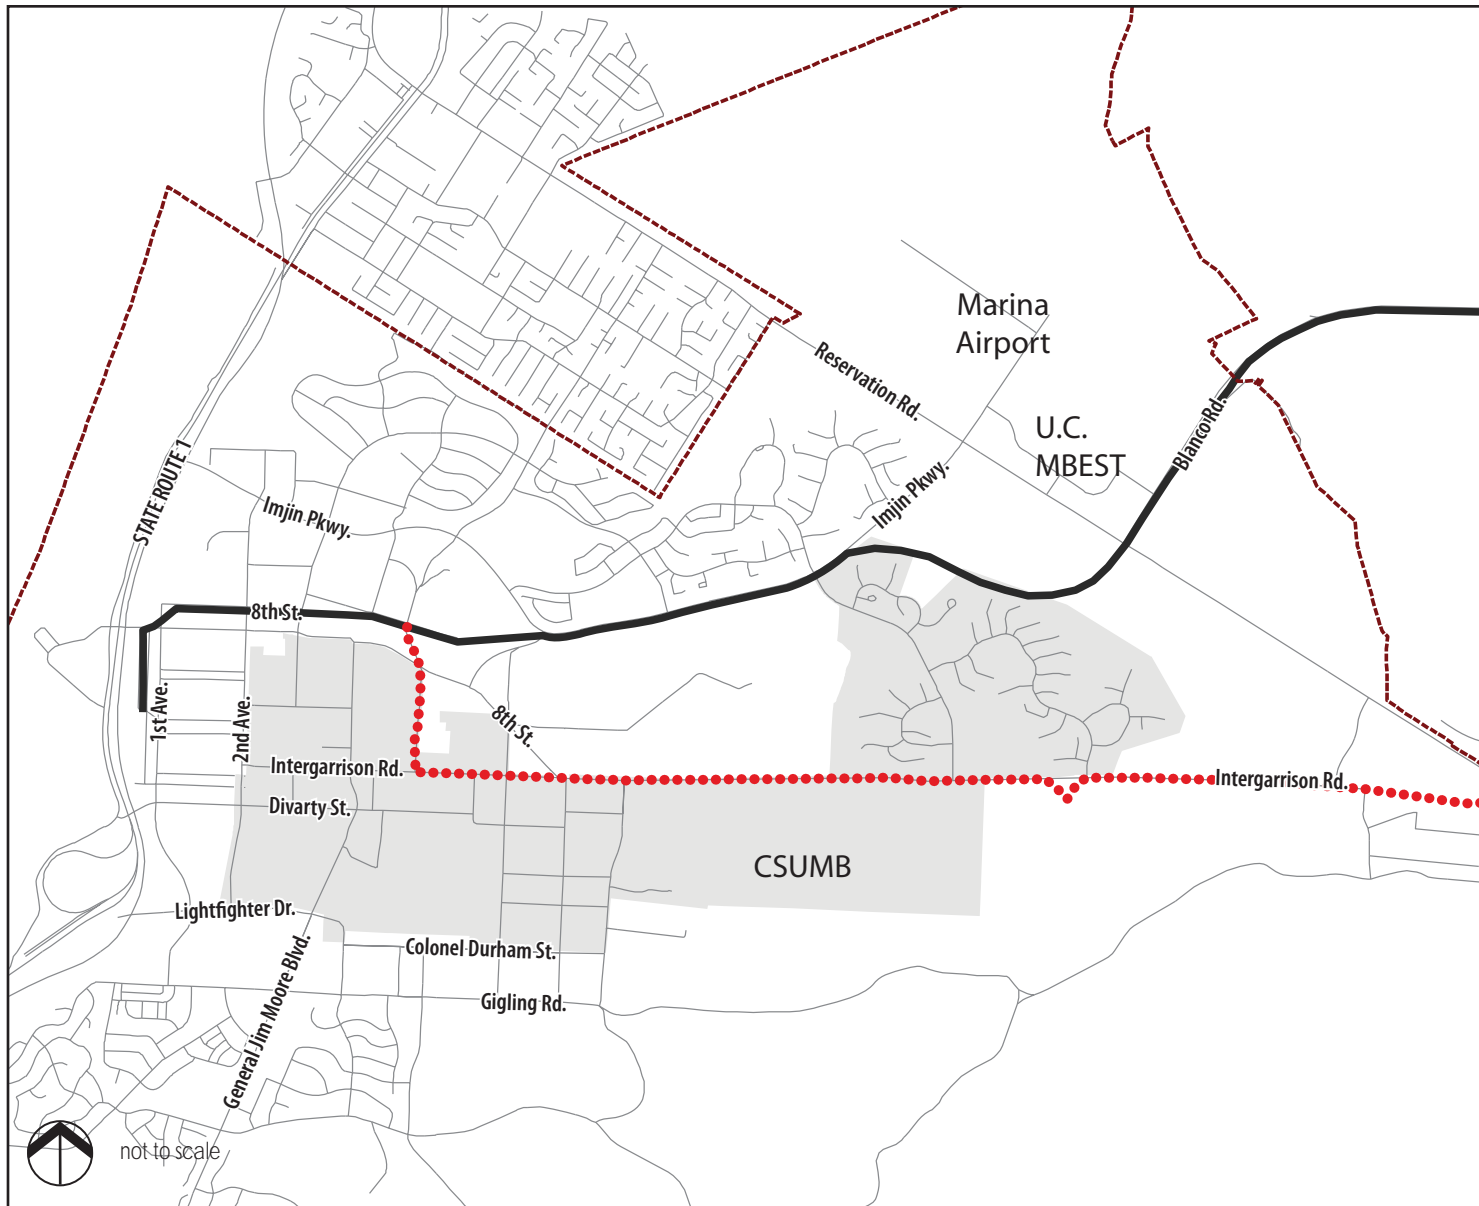 Marina
Airport
Reservation Rd.
U.C.
MBEST
Blanco Rd.
STATE ROUTE 1
Imjin Pkwy.
Imjin Pkwy.
8th St.
1st Ave.
2nd Ave.
8th St.
Intergarrison Rd.
Intergarrison Rd.
Divarty St.
CSUMB
Lightfighter Dr.
Colonel Durham St.
Gigling Rd.
General Jim Moore Blvd.
not to scale